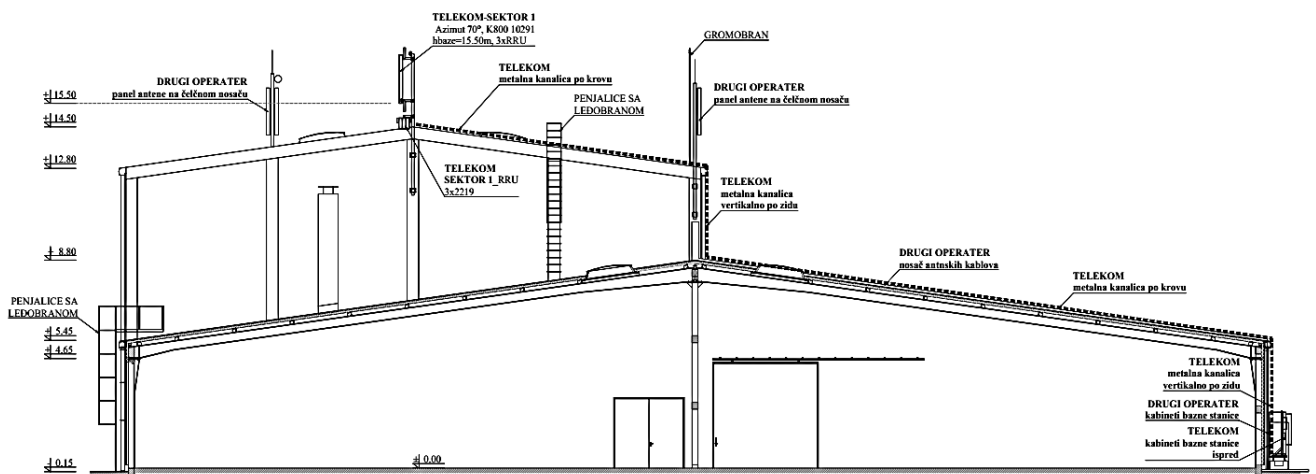 TELEKOM-SEKTOR 1
Azimut 70°, K800 10291
hbaze=15.50m, 3xRRU
GROMOBRAN
TELEKOM
metalna kanalica po krovu
DRUGI OPERATER
panel antene na čelčnom nosaču
DRUGI OPERATER
panel antene na čelčnom nosaču
PENJALICE SA
LEDOBRANOM
+ 15.50
+ 14.50
+ 12.80
TELEKOM
SEKTOR 1_RRU
3x2219
TELEKOM
metalna kanalica
vertikalno po zidu
+ 8.80
DRUGI OPERATER
nosač antnskih kablova
TELEKOM
metalna kanalica po krovu
PENJALICE SA
LEDOBRANOM
+ 5.45
+ 4.65
TELEKOM
metalna kanalica
vertikalno po zidu
DRUGI OPERATER
kabineti bazne stanice
TELEKOM
kabineti bazne stanice
ispred
+ 0.15
± 0.00